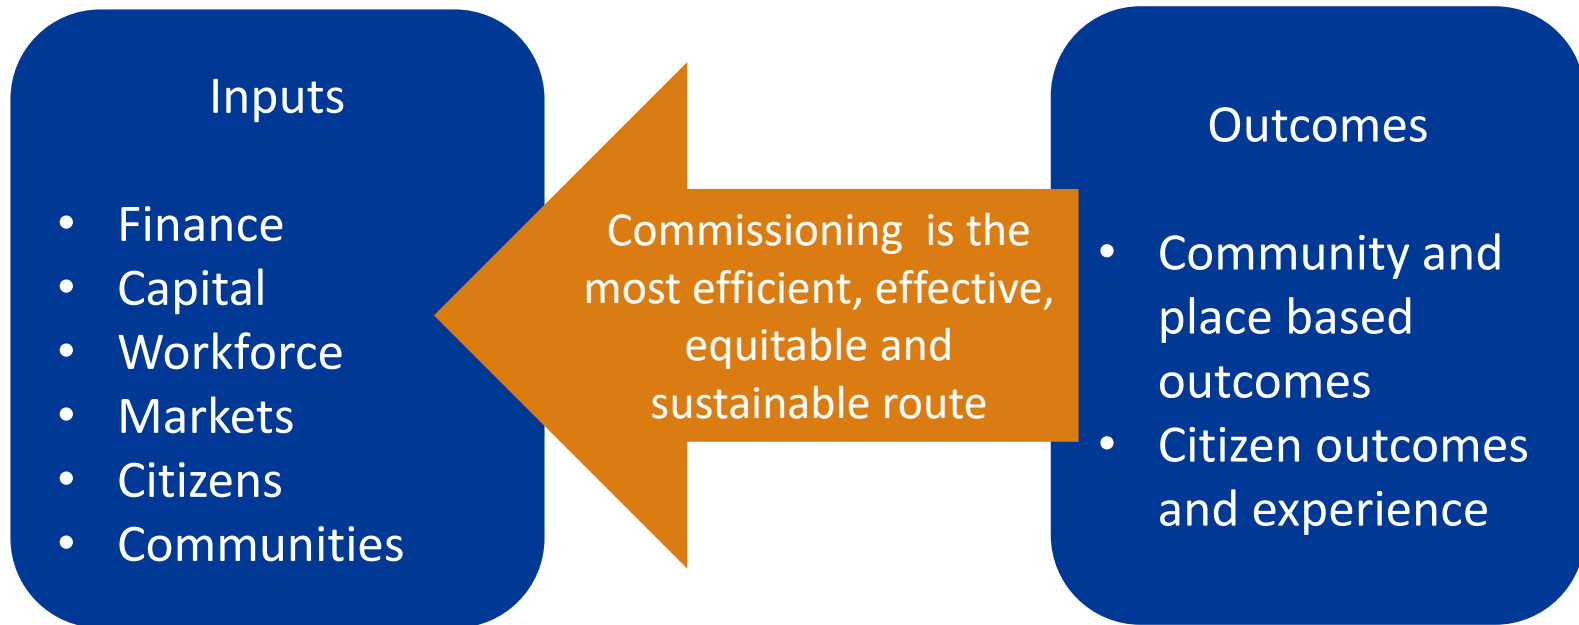 Inputs
• Finance
• Capital
• Workforce
• Markets
• Citizens
• Communities
Commissioning  is the
most efficient, effective,
equitable and
sustainable route
Outcomes
• Community and
place based
outcomes
• Citizen outcomes
and experience